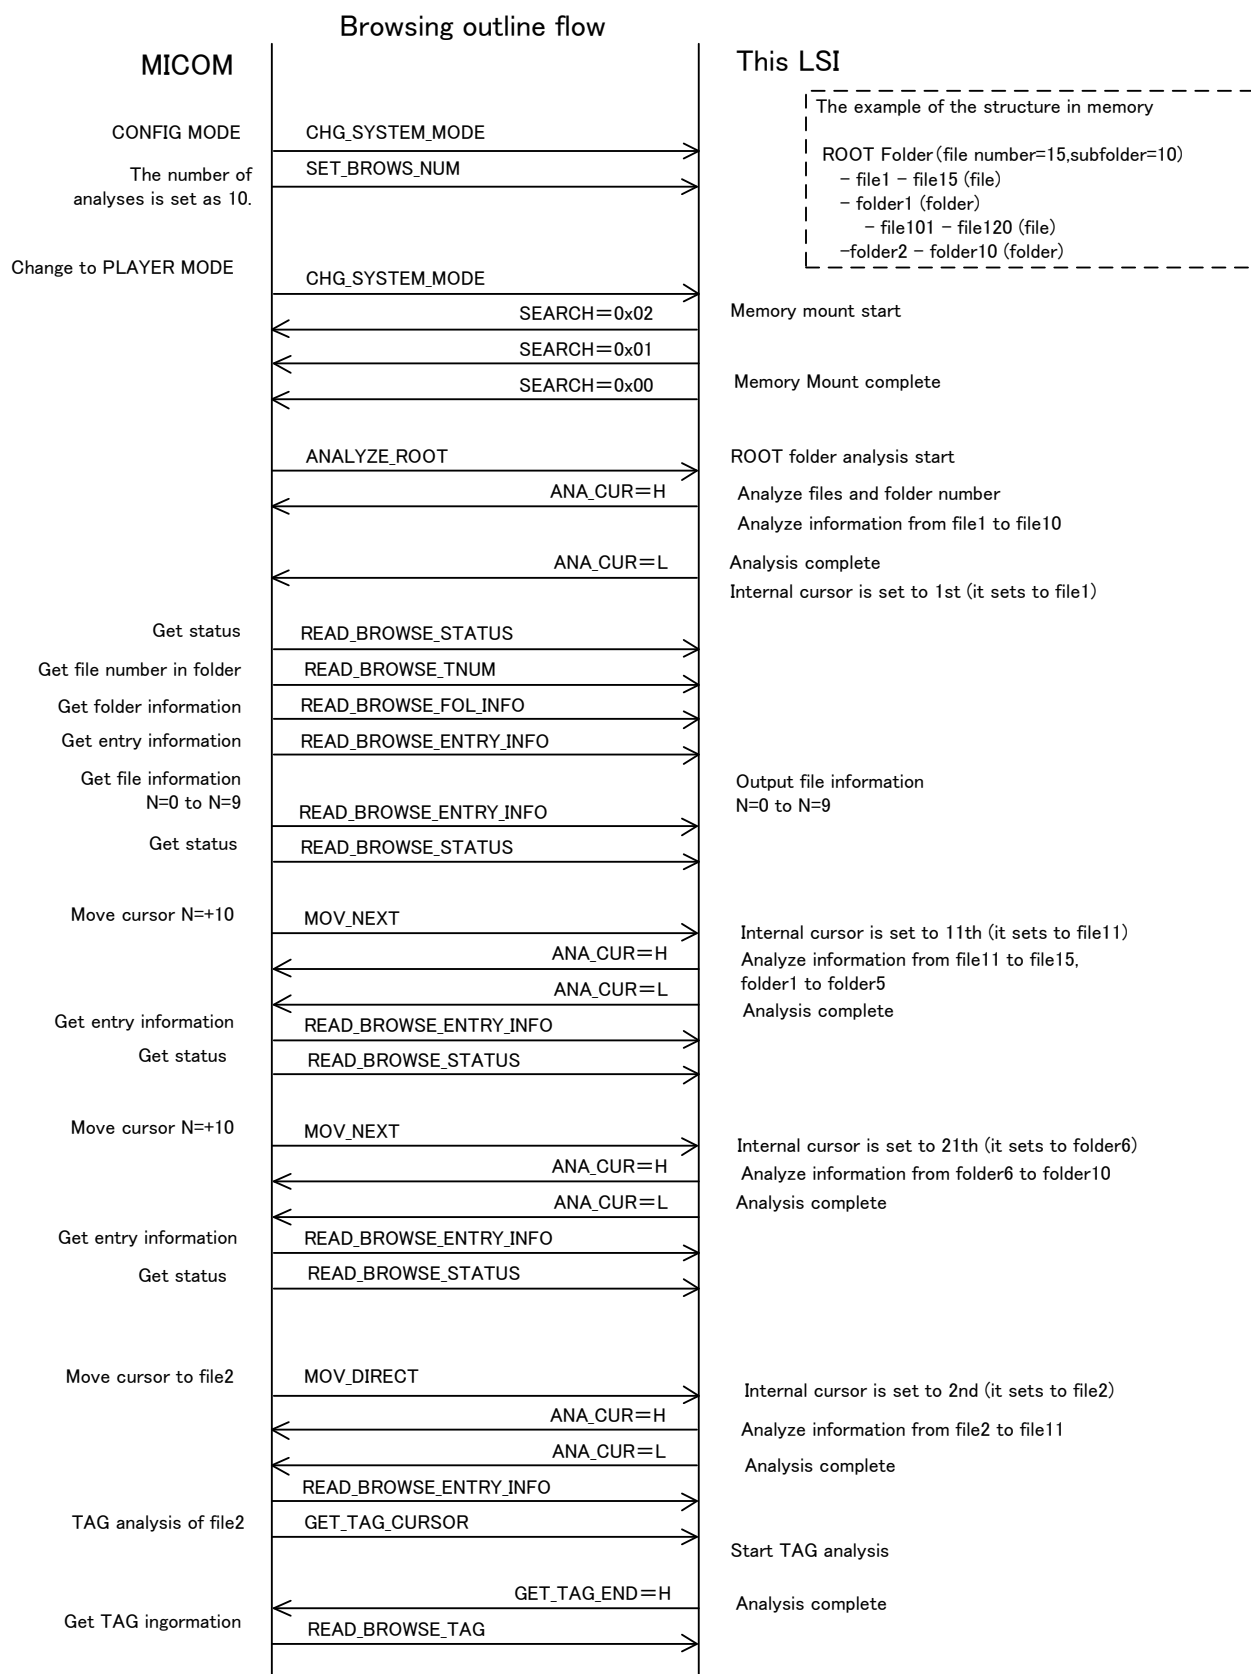 Browsing outline flow
MICOM
This LSI
The example of the structure in memory
ROOT Folder(file number=15,subfolder=10)
- file1 - file15 (file)
- folder1 (folder)
- file101 - file120 (file)
-folder2 - folder10 (folder)
CONFIG MODE
CHG_SYSTEM_MODE
The number of
analyses is set as 10.
SET_BROWS_NUM
Change to PLAYER MODE
CHG_SYSTEM_MODE
SEARCH=0x02
Memory mount start
SEARCH=0x01
SEARCH=0x00
Memory Mount complete
ANALYZE_ROOT
ROOT folder analysis start
ANA_CUR=H
Analyze files and folder number
Analyze information from file1 to file10
ANA_CUR=L
Analysis complete
Internal cursor is set to 1st (it sets to file1)
Get status
READ_BROWSE_STATUS
Get file number in folder
READ_BROWSE_TNUM
Get folder information
READ_BROWSE_FOL_INFO
Get entry information
READ_BROWSE_ENTRY_INFO
Get file information
N=0 to N=9
READ_BROWSE_ENTRY_INFO
Output file information
N=0 to N=9
Get status
READ_BROWSE_STATUS
Move cursor N=+10
MOV_NEXT
Internal cursor is set to 11th (it sets to file11)
ANA_CUR=H
Analyze information from file11 to file15,
folder1 to folder5
ANA_CUR=L
Analysis complete
Get entry information
READ_BROWSE_ENTRY_INFO
Get status
READ_BROWSE_STATUS
Move cursor N=+10
MOV_NEXT
Internal cursor is set to 21th (it sets to folder6)
ANA_CUR=H
Analyze information from folder6 to folder10
ANA_CUR=L
Analysis complete
Get entry information
READ_BROWSE_ENTRY_INFO
Get status
READ_BROWSE_STATUS
Move cursor to file2
MOV_DIRECT
Internal cursor is set to 2nd (it sets to file2)
ANA_CUR=H
Analyze information from file2 to file11
ANA_CUR=L
Analysis complete
READ_BROWSE_ENTRY_INFO
TAG analysis of file2
GET_TAG_CURSOR
Start TAG analysis
GET_TAG_END=H
Analysis complete
Get TAG ingormation
READ_BROWSE_TAG